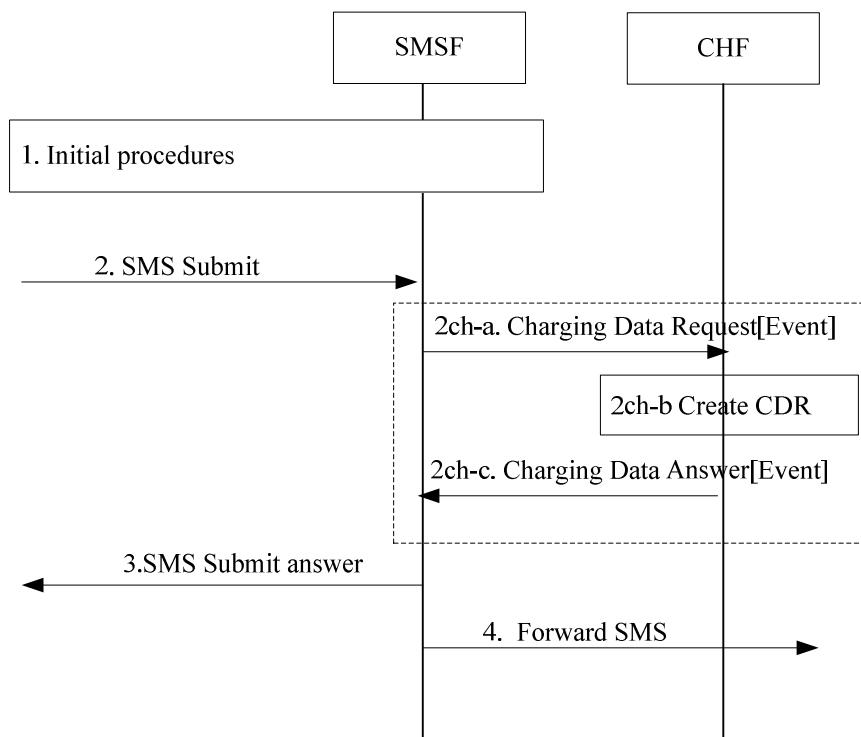 SMSF
CHF
1. Initial procedures
2. SMS Submit
2ch-a. Charging Data Request[Event]
2ch-b Create CDR
2ch-c. Charging Data Answer[Event]
3.SMS Submit answer
4. Forward SMS